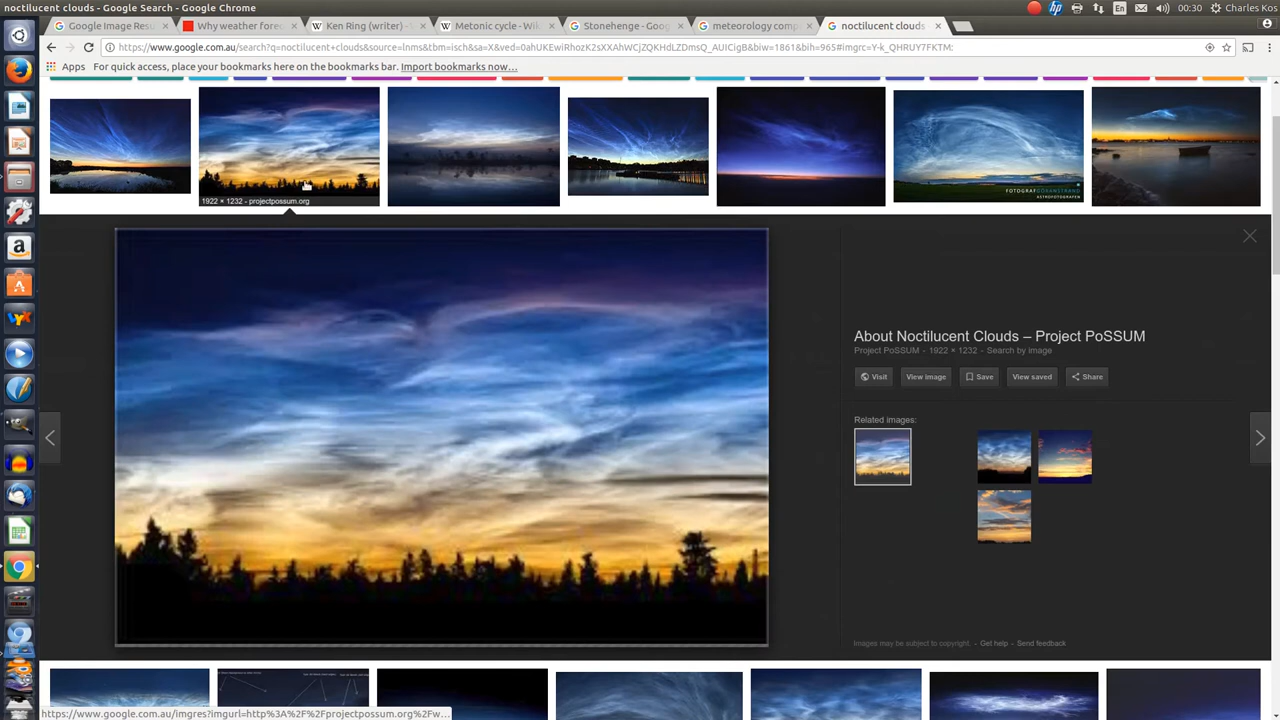 noctilucent clouds - Google Search - Google Chrome
En
00:30
Charles Kos
Google Image Resu
Why weather fore
Ken Ring (writer) -
Metonic cycle - Wi
Stonehenge - Goog
meteorology comp
noctilucent clouds
https://www.google.com.au/search?q=noctilucent+clouds&source=lnms&tbm=isch&sa=X&ved=0ahUKEwiRhozK2sXXAhWCjZQKHdLZDmsQ_AUICigB&biw=1861&bih=965#imgrc=Y-k_QHRUY7FKTM:
Apps
For quick access, place your bookmarks here on the bookmarks bar.
Import bookmarks now…
FOTOGRAFGÖRANSTRAND
ASTROFOTOGRAFEN
1922 × 1232 - projectpossum.org
About Noctilucent Clouds – Project PoSSUM
Project PoSSUM - 1922 × 1232 - Search by image
Visit
View image
Save
View saved
Share
Related images:
Images may be subject to copyright.
Get help
Send feedback
https://www.google.com.au/imgres?imgurl=http%3A%2F%2Fprojectpossum.org%2Fw…